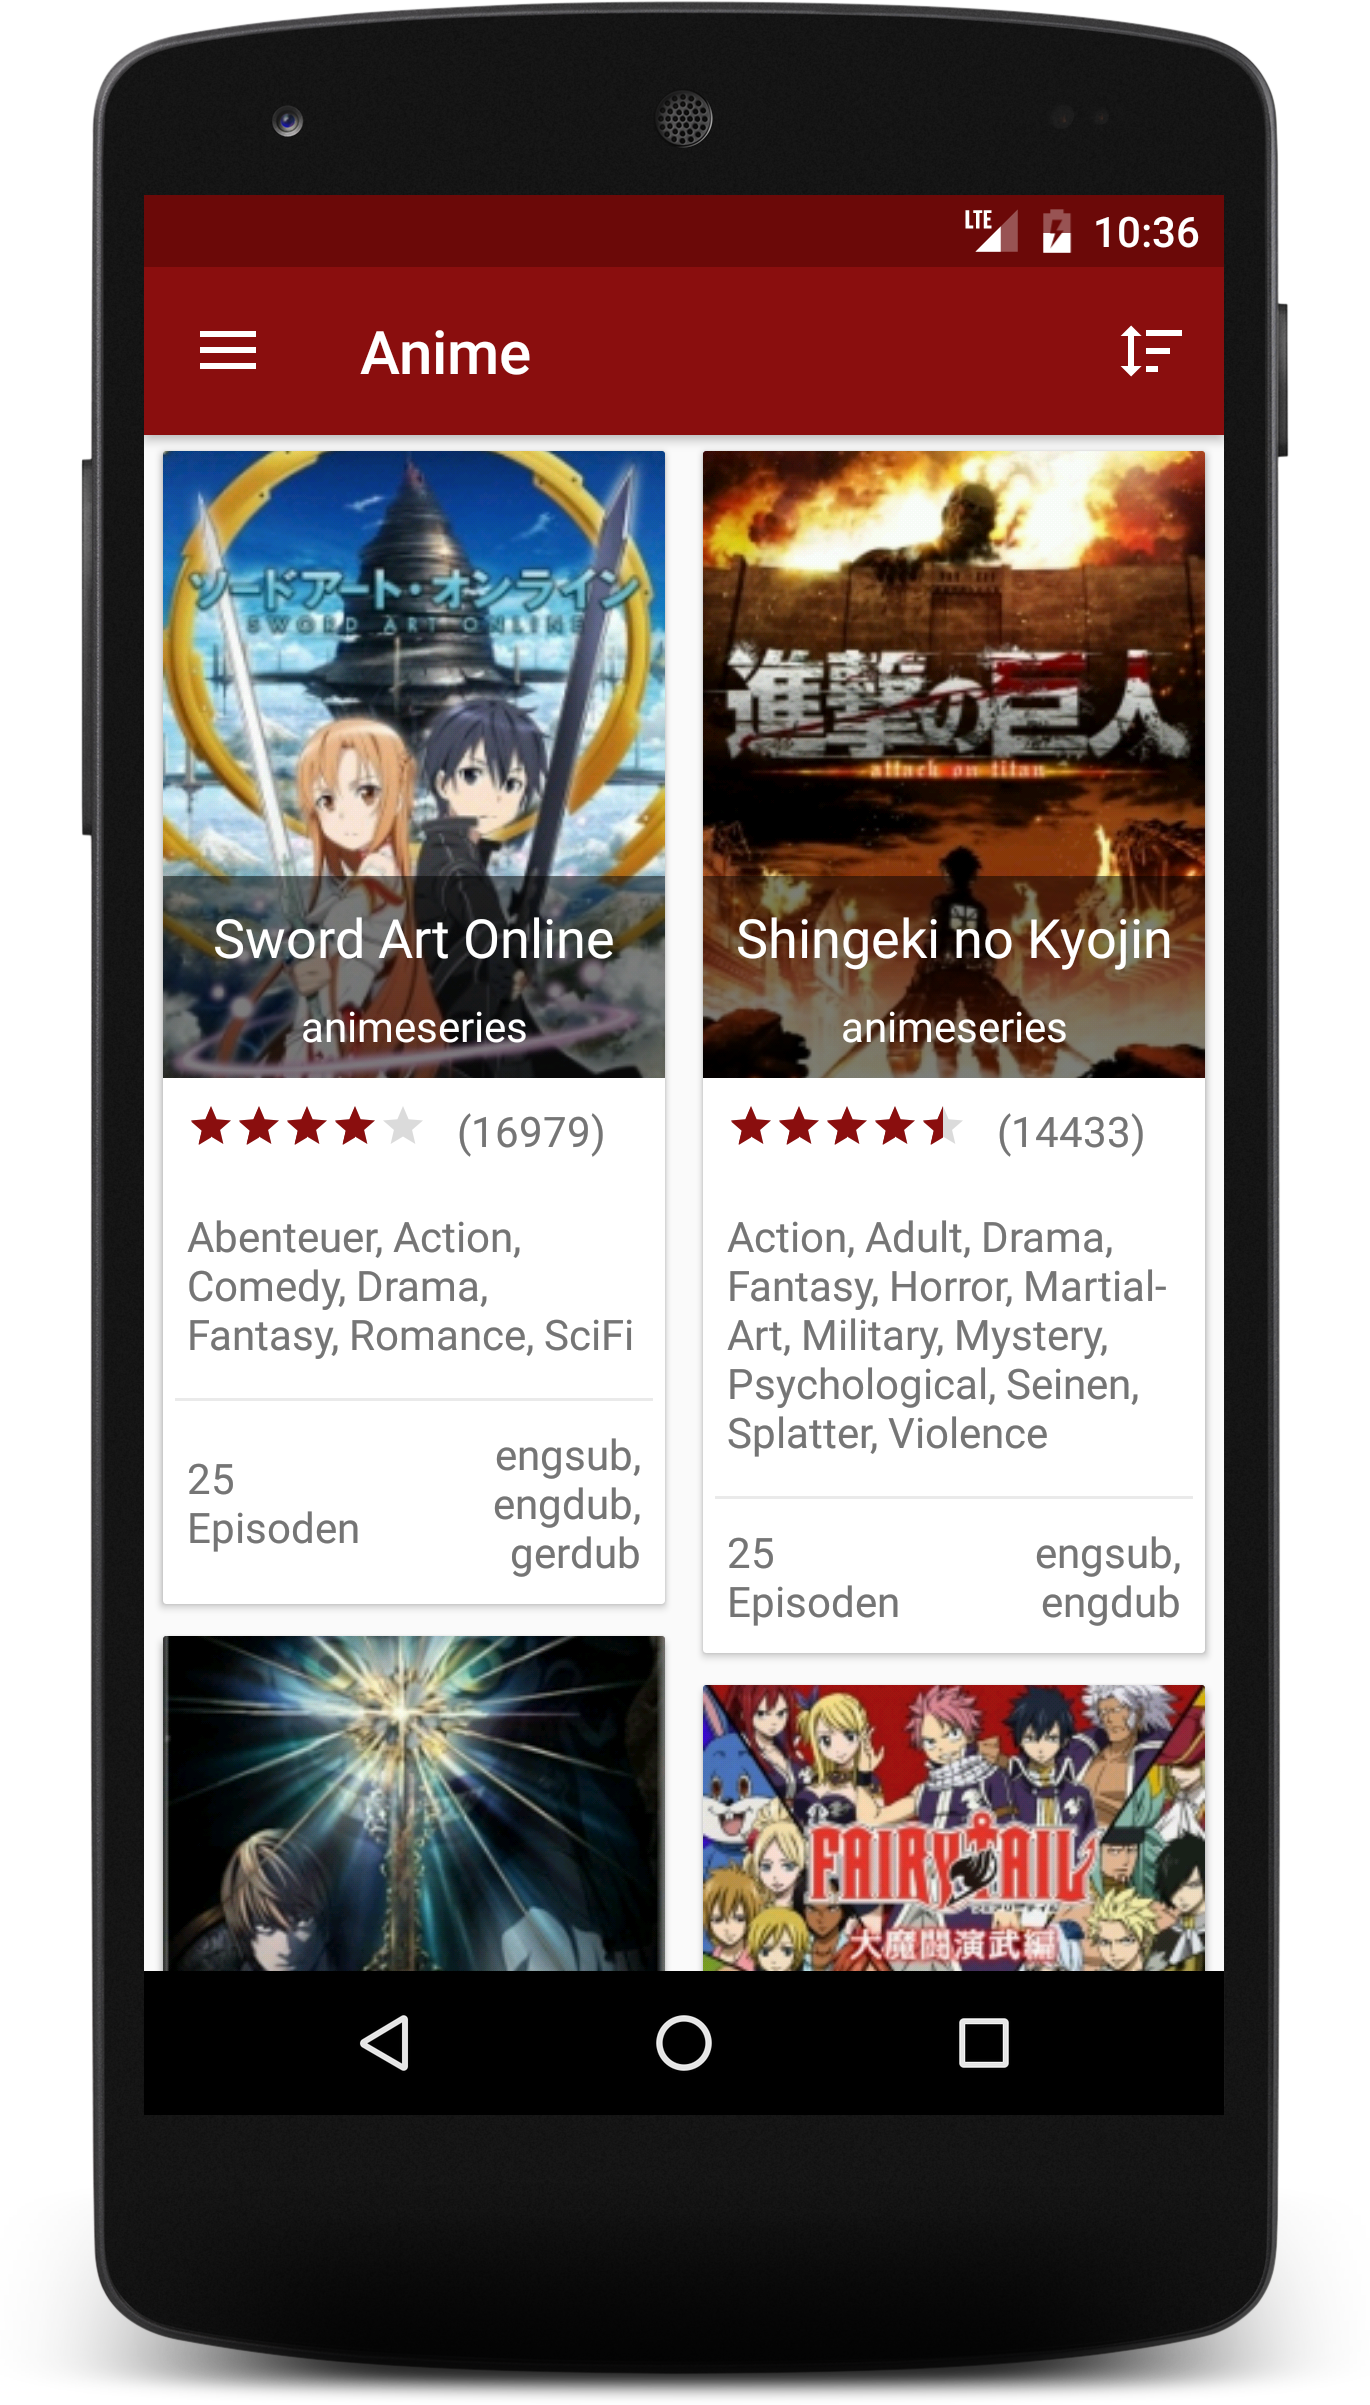 LTE 10:36
Anime
ソードアート・オンライン
SWORD ART ONLINE
Sword Art Online
animeseries
(16979)
Abenteuer, Action,
Comedy, Drama,
Fantasy, Romance, SciFi
25
Episoden
engsub,
engdub,
gerdub
進撃の巨人
attack on titan
Shingeki no Kyojin
animeseries
(14433)
Action, Adult, Drama,
Fantasy, Horror, Martial-
Art, Military, Mystery,
Psychological, Seinen,
Splatter, Violence
25
Episoden
engsub,
engdub
FAIRY TAIL
大魔闘演武編